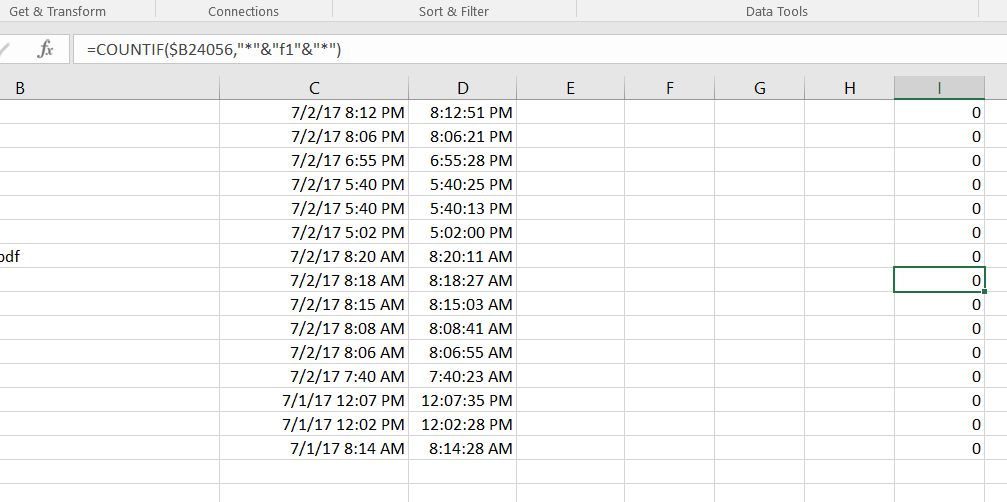 Get & Transform Connections Sort & Filter Data Tools
fx =COUNTIF($B24056,"*"&"f1"&"*")
B C D E F G H I
7/2/17 8:12 PM 8:12:51 PM 0
7/2/17 8:06 PM 8:06:21 PM 0
7/2/17 6:55 PM 6:55:28 PM 0
7/2/17 5:40 PM 5:40:25 PM 0
7/2/17 5:40 PM 5:40:13 PM 0
7/2/17 5:02 PM 5:02:00 PM 0
pdf 7/2/17 8:20 AM 8:20:11 AM 0
7/2/17 8:18 AM 8:18:27 AM 0
7/2/17 8:15 AM 8:15:03 AM 0
7/2/17 8:08 AM 8:08:41 AM 0
7/2/17 8:06 AM 8:06:55 AM 0
7/2/17 7:40 AM 7:40:23 AM 0
7/1/17 12:07 PM 12:07:35 PM 0
7/1/17 12:02 PM 12:02:28 PM 0
7/1/17 8:14 AM 8:14:28 AM 0